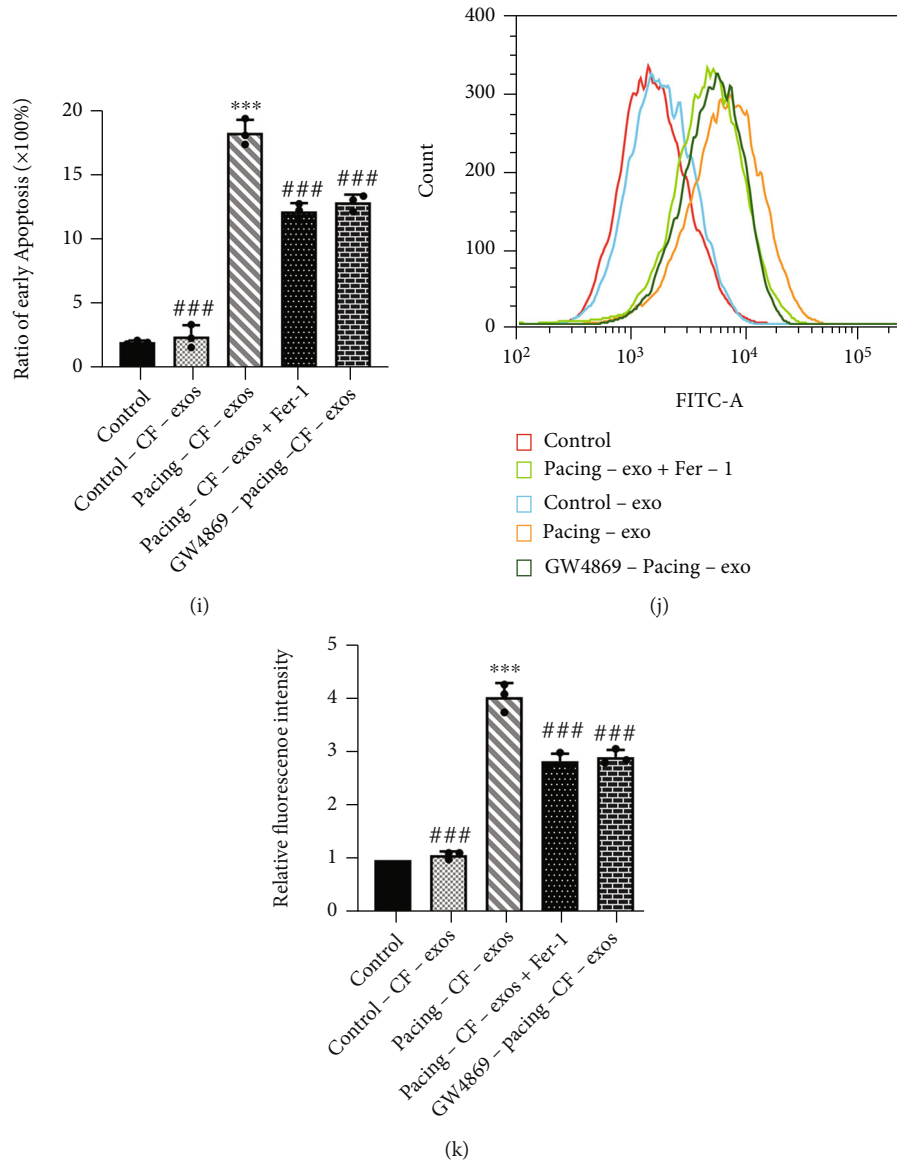 Ratio of early Apoptosis (×100%)
20
15
10
5
0
***
###
###
###
Control
Control – CF – exos
Pacing – CF – exos
Pacing – CF – exos + Fer-1
GW4869 – pacing –CF – exos
(i)
Count
400
300
200
100
0
10²
10³
10⁴
10⁵
FITC-A
Control
Pacing – exo + Fer – 1
Control – exo
Pacing – exo
GW4869 – Pacing – exo
(j)
Relative fluorescenoe intensity
5
4
3
2
1
0
***
###
###
###
Control
Control – CF – exos
Pacing – CF – exos
Pacing – CF – exos + Fer-1
GW4869 – pacing –CF – exos
(k)